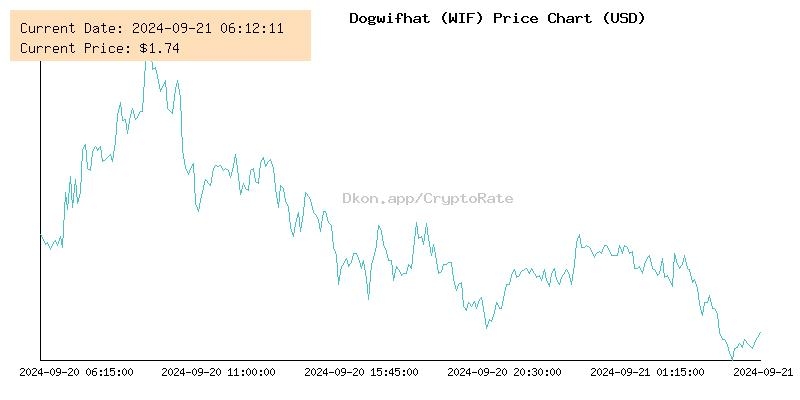 Dogwifhat (WIF) Price Chart (USD)
Current Date: 2024-09-21 06:12:11
Current Price: $1.74
Dkon.app/CryptoRate
2024-09-20 06:15:00 2024-09-20 11:00:00 2024-09-20 15:45:00 2024-09-20 20:30:00 2024-09-21 01:15:00 2024-09-21